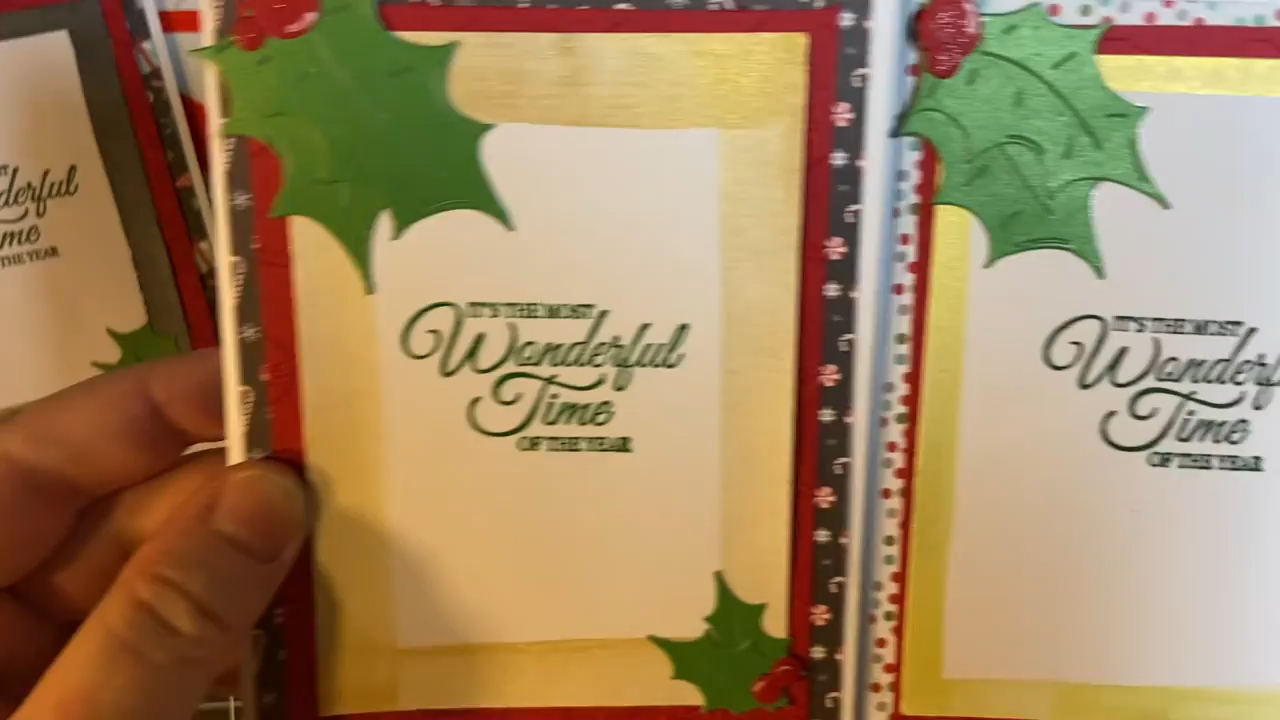 derful
me
THE YEAR
IT'S THE MOST
Wonderful
Time
OF THE YEAR
IT'S THE MOST
Wonderf
Time
OF THE YEAR